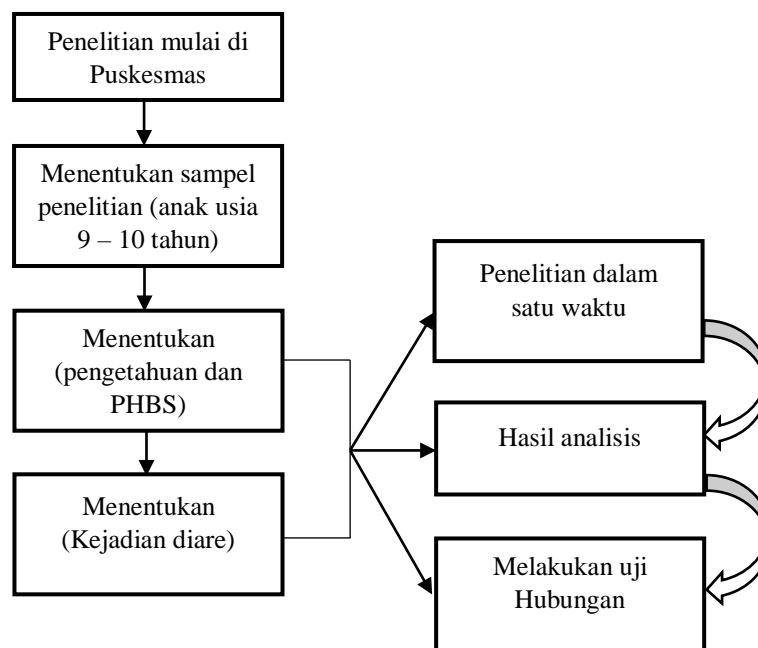 Penelitian mulai di
Puskesmas
Menentukan sampel
penelitian (anak usia
9 – 10 tahun)
Menentukan
(pengetahuan dan
PHBS)
Menentukan
(Kejadian diare)
Penelitian dalam
satu waktu
Hasil analisis
Melakukan uji
Hubungan